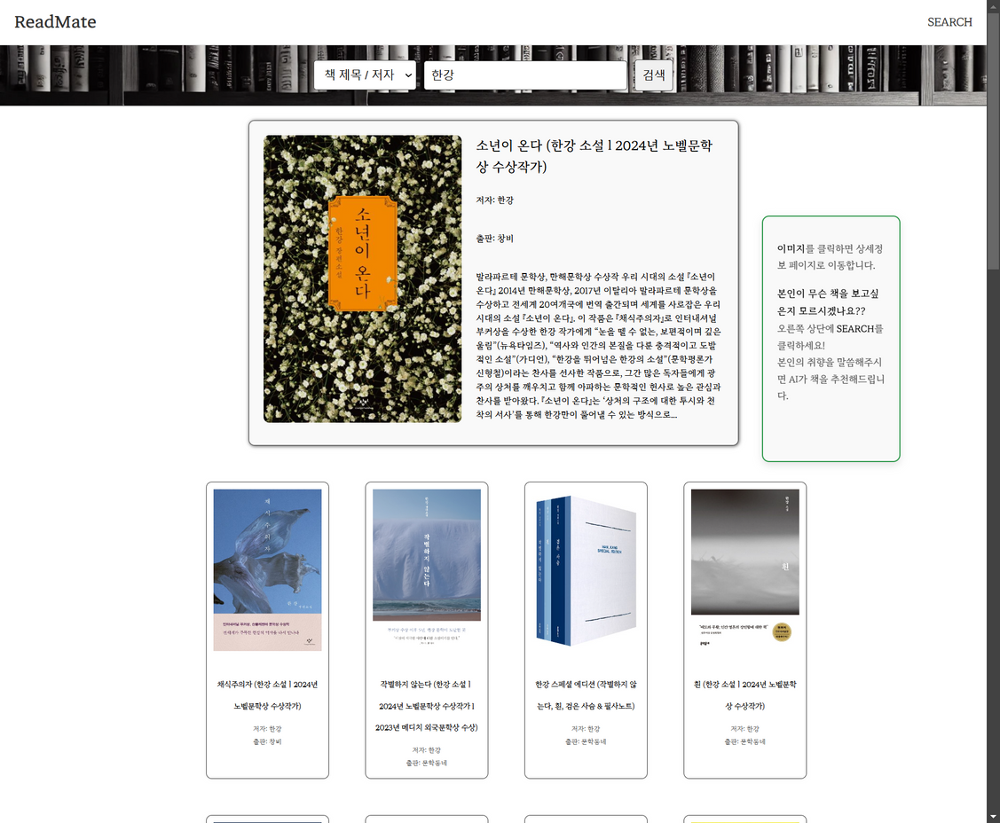 ReadMate
SEARCH
책 제목 / 저자
한강
검색
소년이 온다
한강 장편소설
소년이 온다 (한강 소설 | 2024년 노벨문학
상 수상작가)
저자: 한강
출판: 창비
말라파르테 문학상, 만해문학상 수상작 우리 시대의 소설 『소년이
온다』 2014년 만해문학상, 2017년 이탈리아 말라파르테 문학상을
수상하고 전세계 20여개국에 번역 출간되며 세계를 사로잡은 우리
시대의 소설 『소년이 온다』. 이 작품은 『채식주의자』로 인터내셔널
부커상을 수상한 한강 작가에게 “눈을 뗄 수 없는, 보편적이며 깊은
울림”(뉴욕타임즈), “역사와 인간의 본질을 다룬 충격적이고 도발
적인 소설”(가디언), “한강을 뛰어넘은 한강의 소설”(문학평론가
신형철)이라는 찬사를 선사한 작품으로, 그간 많은 독자들에게 광
주의 상처를 깨우치고 함께 아파하는 문학적인 헌사로 높은 관심과
찬사를 받아왔다. 『소년이 온다』는 ‘상처의 구조에 대한 투시와 천
착의 서사’를 통해 한강만이 풀어낼 수 있는 방식으로...
이미지를 클릭하면 상세정
보 페이지로 이동합니다.
본인이 무슨 책을 보고싶
은지 모르시겠나요??
오른쪽 상단에 SEARCH를
클릭하세요!
본인의 취향을 말씀해주시
면 AI가 책을 추천해드립니
다.
채식주의자
작별하지 않는다
작별하지 않는다
흰
검은 사슴
HAN KANG
SPECIAL EDITION
흰
채식주의자 (한강 소설 | 2024년
노벨문학상 수상작가)
저자: 한강
출판: 창비
작별하지 않는다 (한강 소설 |
2024년 노벨문학상 수상작가 |
2023년 메디치 외국문학상 수상)
저자: 한강
출판: 문학동네
한강 스페셜 에디션 (작별하지 않
는다, 흰, 검은 사슴 & 필사노트)
저자: 한강
출판: 문학동네
흰 (한강 소설 | 2024년 노벨문학
상 수상작가)
저자: 한강
출판: 문학동네